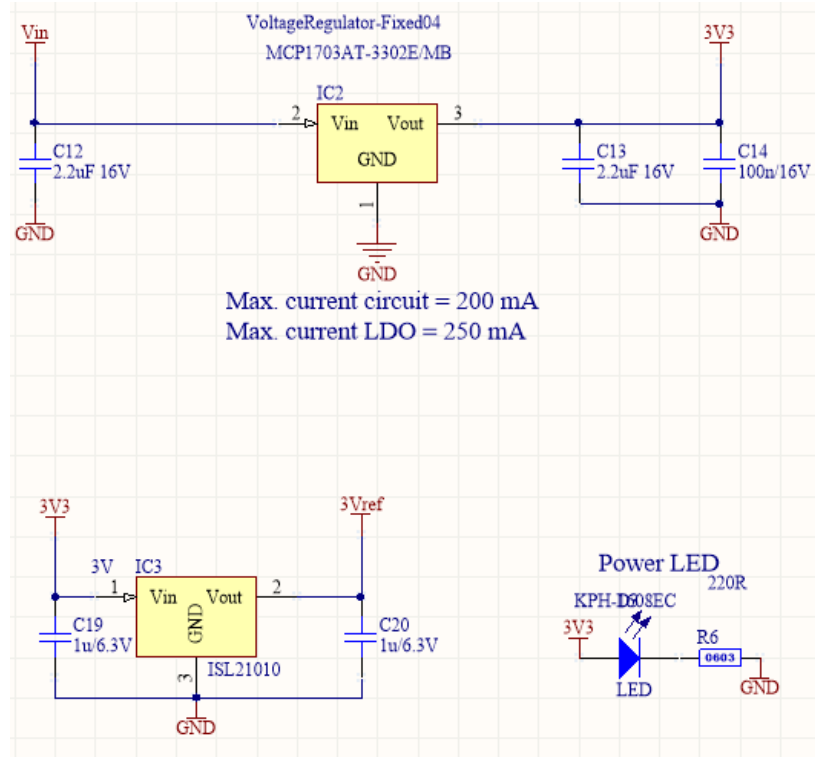 VoltageRegulator-Fixed04
MCP1703AT-3302E/MB
Vin
3V3
IC2
2
Vin
Vout
3
GND
1
C12
2.2uF 16V
GND
GND
C13
2.2uF 16V
C14
100n/16V
GND
Max. current circuit = 200 mA
Max. current LDO = 250 mA
3V3
3Vref
3V
IC3
1
Vin
Vout
2
GND
3
ISL21010
C19
1u/6.3V
C20
1u/6.3V
GND
Power LED
220R
3V3
R6
0603
LED
GND